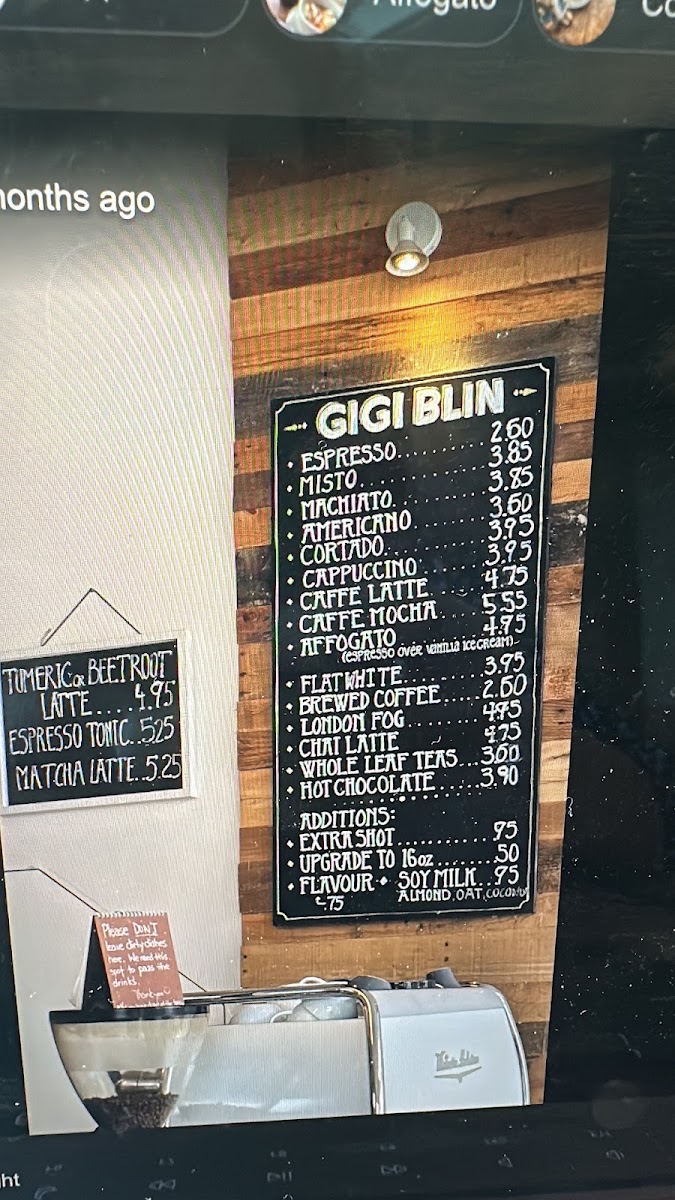 Affogato
months ago
GIGI BLIN
• ESPRESSO......... 2.60
• MISTO............ 3.85
• MACHIATO......... 3.85
• AMERICANO....... 3.60
• CORTADO......... 3.95
• CAPPUCCINO...... 3.95
• CAFFE LATTE..... 4.75
• CAFFE MOCHA.... 5.55
• AFFOGATO....... 4.95
(ESPRESSO OVER VANILLA ICE CREAM)
• FLAT WHITE....... 3.95
• BREWED COFFEE.... 2.60
• LONDON FOG....... 4.95
• CHAI LATTE 4.75
• WHOLE LEAF TEAS... 3.60
• HOT CHOCOLATE..... 3.90
ADDITIONS:
• EXTRA SHOT........... .95
• UPGRADE TO 16oz....... .50
• FLAVOUR • SOY MILK.. .95
.75 ALMOND, OAT, COCONUT
TUMERIC OR BEETROOT
LATTE.... 4.95
ESPRESSO TONIC..5.25
MATCHA LATTE..5.25
Please DON'T
leave dirty dishes
here. We need this
spot to pass the
drinks.
Thank you